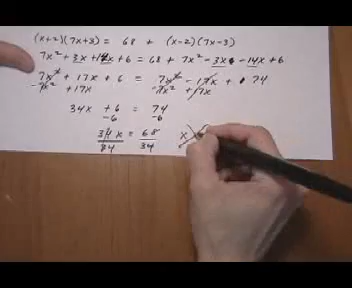 (x+2)(7x+3) = 68 + (x-2)(7x-3)
7x² + 3x + 14x + 6 = 68 + 7x² - 3x - 14x + 6
7x² + 17x + 6 = 7x² - 17x + 74
-7x² + 17x -7x² + 17x
34x + 6 = 74
-6 -6
34x = 68
34 34
x